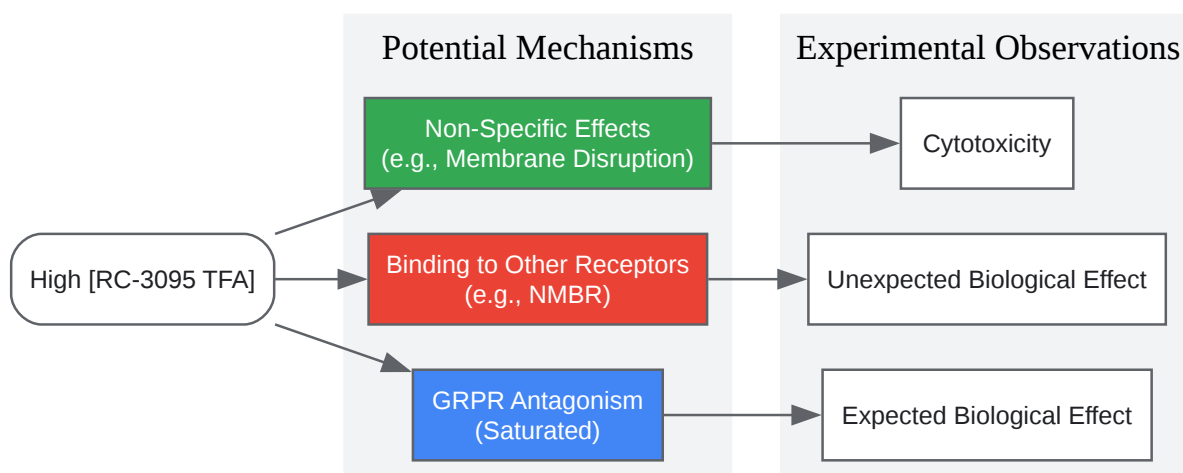 Potential Mechanisms
Experimental Observations
Non-Specific Effects
(e.g., Membrane Disruption)
Cytotoxicity
High [RC-3095 TFA]
Binding to Other Receptors
(e.g., NMBR)
Unexpected Biological Effect
GRPR Antagonism
(Saturated)
Expected Biological Effect